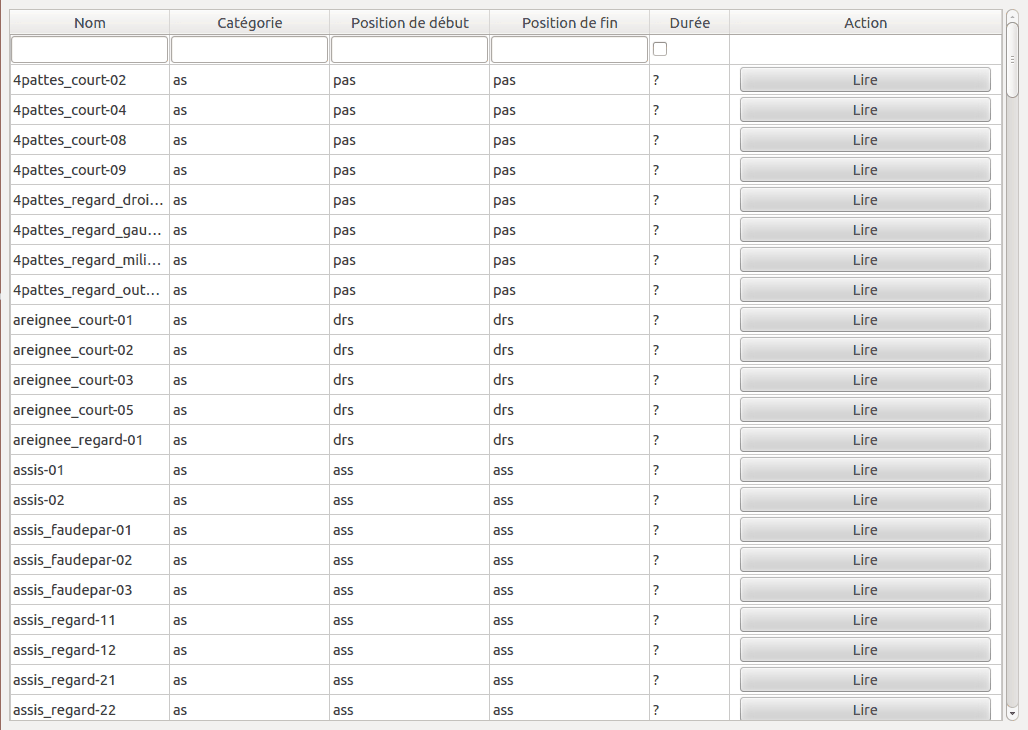 Nom Catégorie Position de début Position de fin Durée Action
4pattes_court-02 as pas pas ? Lire
4pattes_court-04 as pas pas ? Lire
4pattes_court-08 as pas pas ? Lire
4pattes_court-09 as pas pas ? Lire
4pattes_regard_droi... as pas pas ? Lire
4pattes_regard_gau... as pas pas ? Lire
4pattes_regard_mili... as pas pas ? Lire
4pattes_regard_out... as pas pas ? Lire
areignee_court-01 as drs drs ? Lire
areignee_court-02 as drs drs ? Lire
areignee_court-03 as drs drs ? Lire
areignee_court-05 as drs drs ? Lire
areignee_regard-01 as drs drs ? Lire
assis-01 as ass ass ? Lire
assis-02 as ass ass ? Lire
assis_faudepar-01 as ass ass ? Lire
assis_faudepar-02 as ass ass ? Lire
assis_faudepar-03 as ass ass ? Lire
assis_regard-11 as ass ass ? Lire
assis_regard-12 as ass ass ? Lire
assis_regard-21 as ass ass ? Lire
assis_regard-22 as ass ass ? Lire